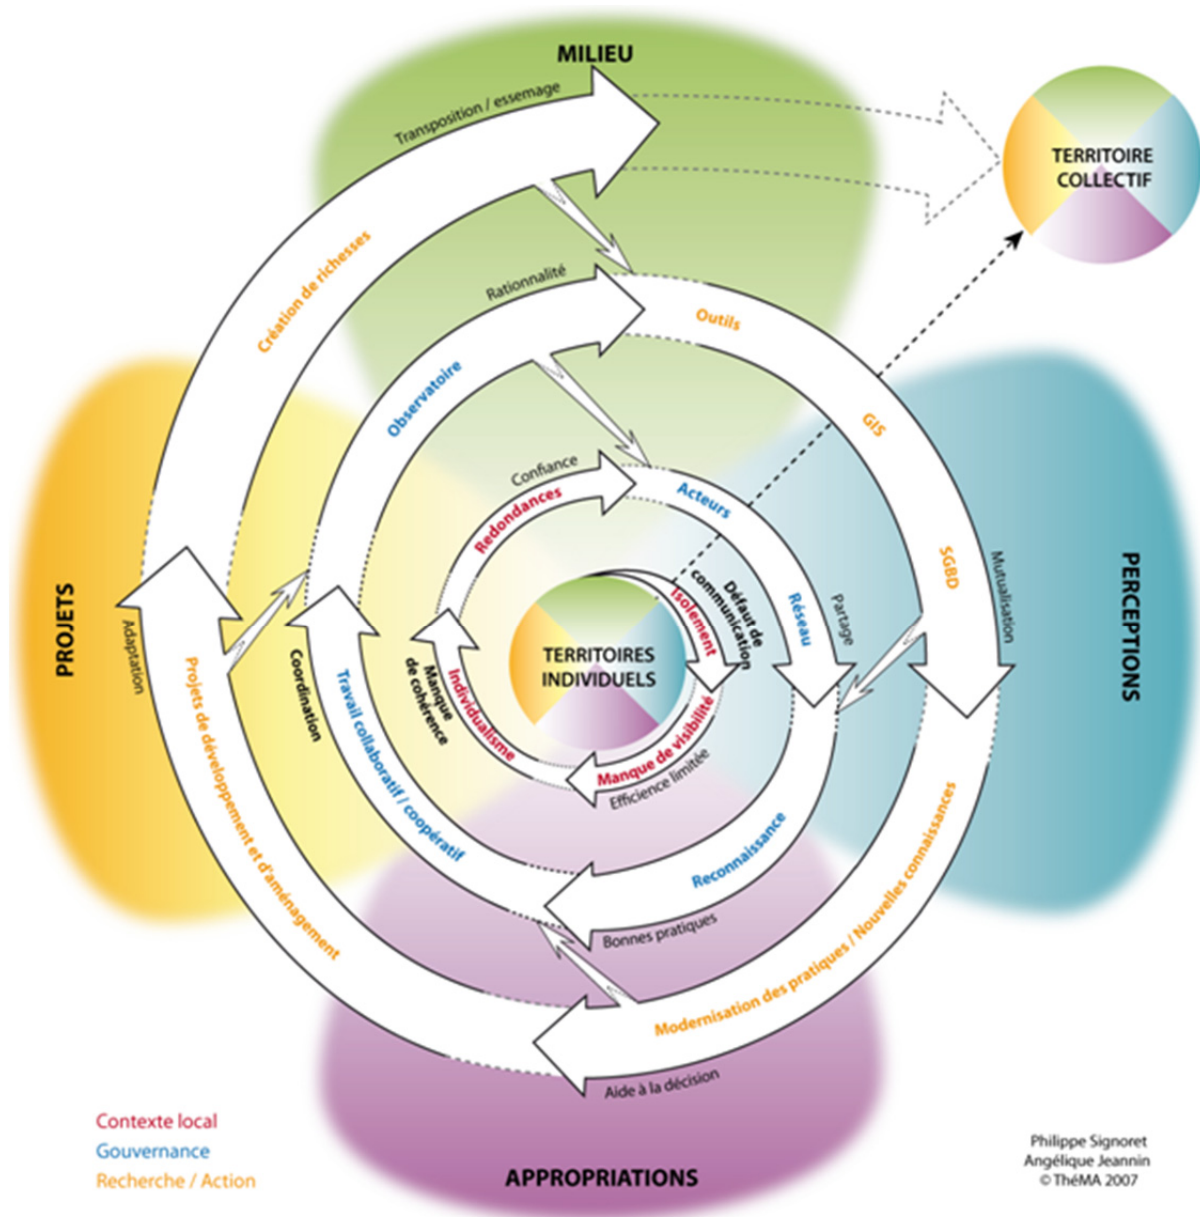 MILIEU
Transposition / essemage
TERRITOIRE
COLLECTIF
Création de richesses
Rationnalité
Outils
Observatoire
GIS
Confiance
Redondances
Acteurs
SGBD
Mutualisation
PERCEPTIONS
PROJETS
Adaptation
Défaut de
communication
Isolement
Réseau
Partage
TERRITOIRES
INDIVIDUELS
Coordination
Manque
de cohérence
Individualisme
Travail collaboratif / coopératif
Projets de développement et d'aménagement
Manque de visibilité
Efficience limitée
Reconnaissance
Bonnes pratiques
Modernisation des pratiques / Nouvelles connaissances
Aide à la décision
APPROPRIATIONS
Contexte local
Gouvernance
Recherche / Action
Philippe Signoret
Angélique Jeannin
© ThéMA 2007